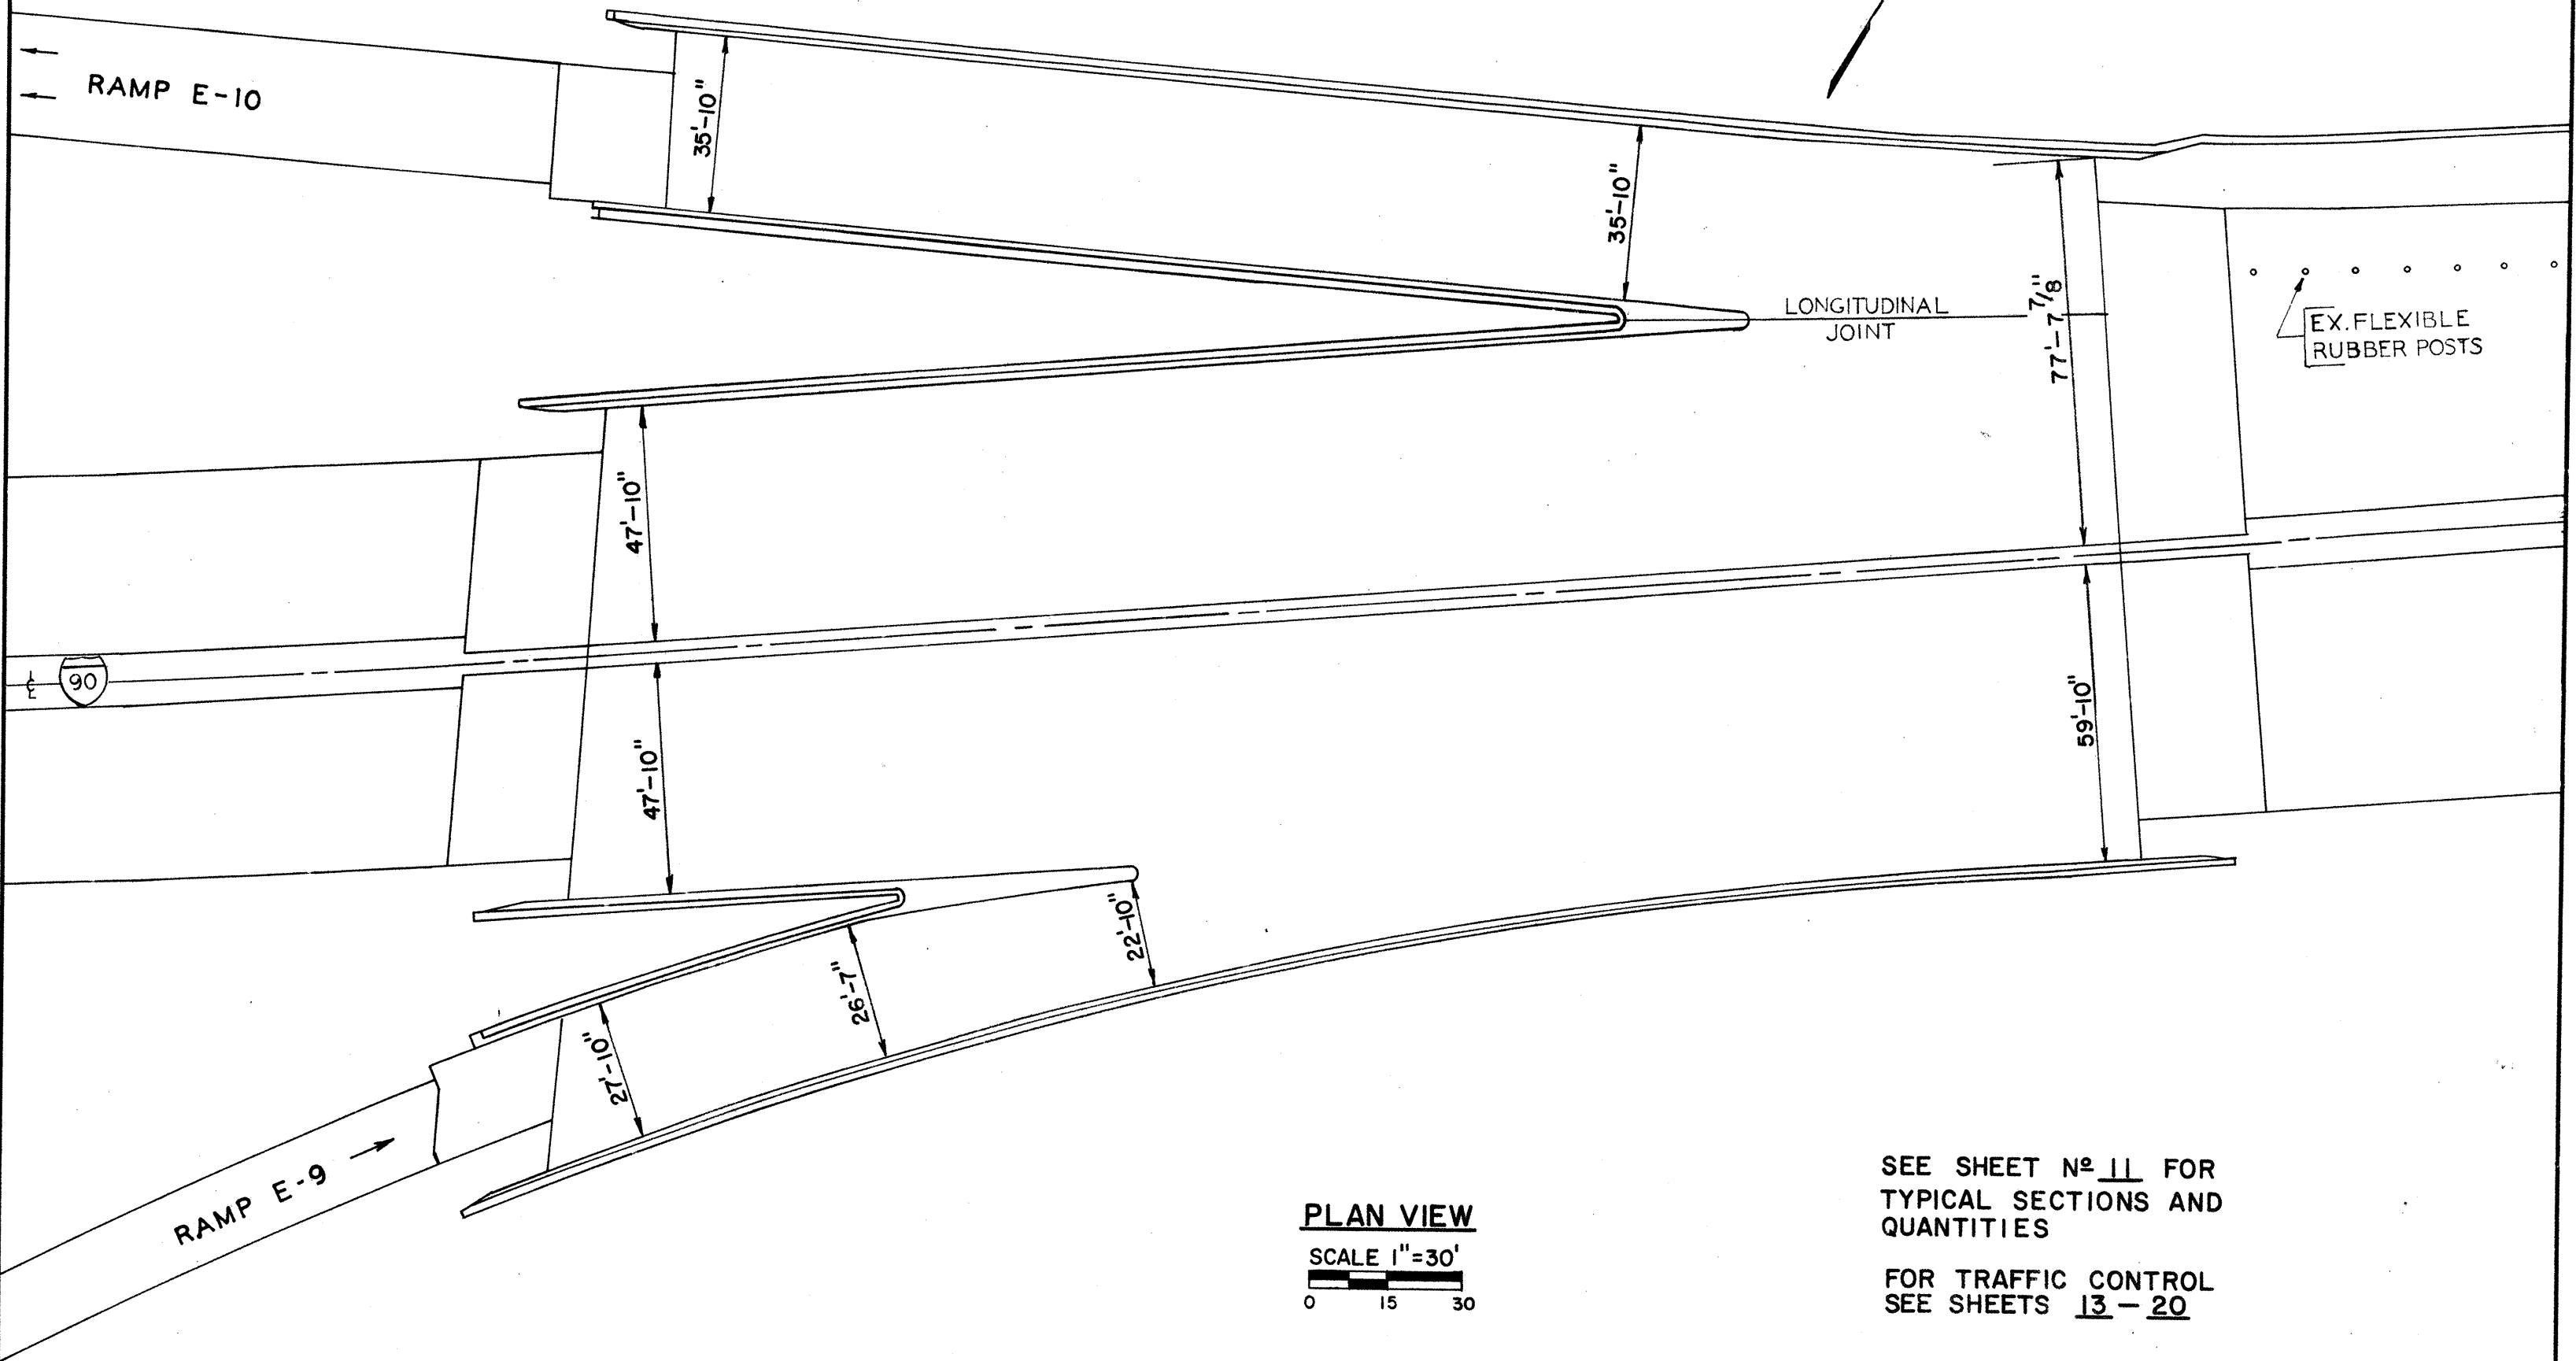 RAMP E-10
35'-10"
35'-10"
LONGITUDINAL
JOINT
77'-7 7/8"
EX. FLEXIBLE
RUBBER POSTS
47'-10"
℄ 90
47'-10"
59'-10"
22'-10"
26'-7"
27'-10"
RAMP E-9
PLAN VIEW
SCALE 1"=30'
0 15 30
SEE SHEET Nº 11 FOR
TYPICAL SECTIONS AND
QUANTITIES
FOR TRAFFIC CONTROL
SEE SHEETS 13 - 20